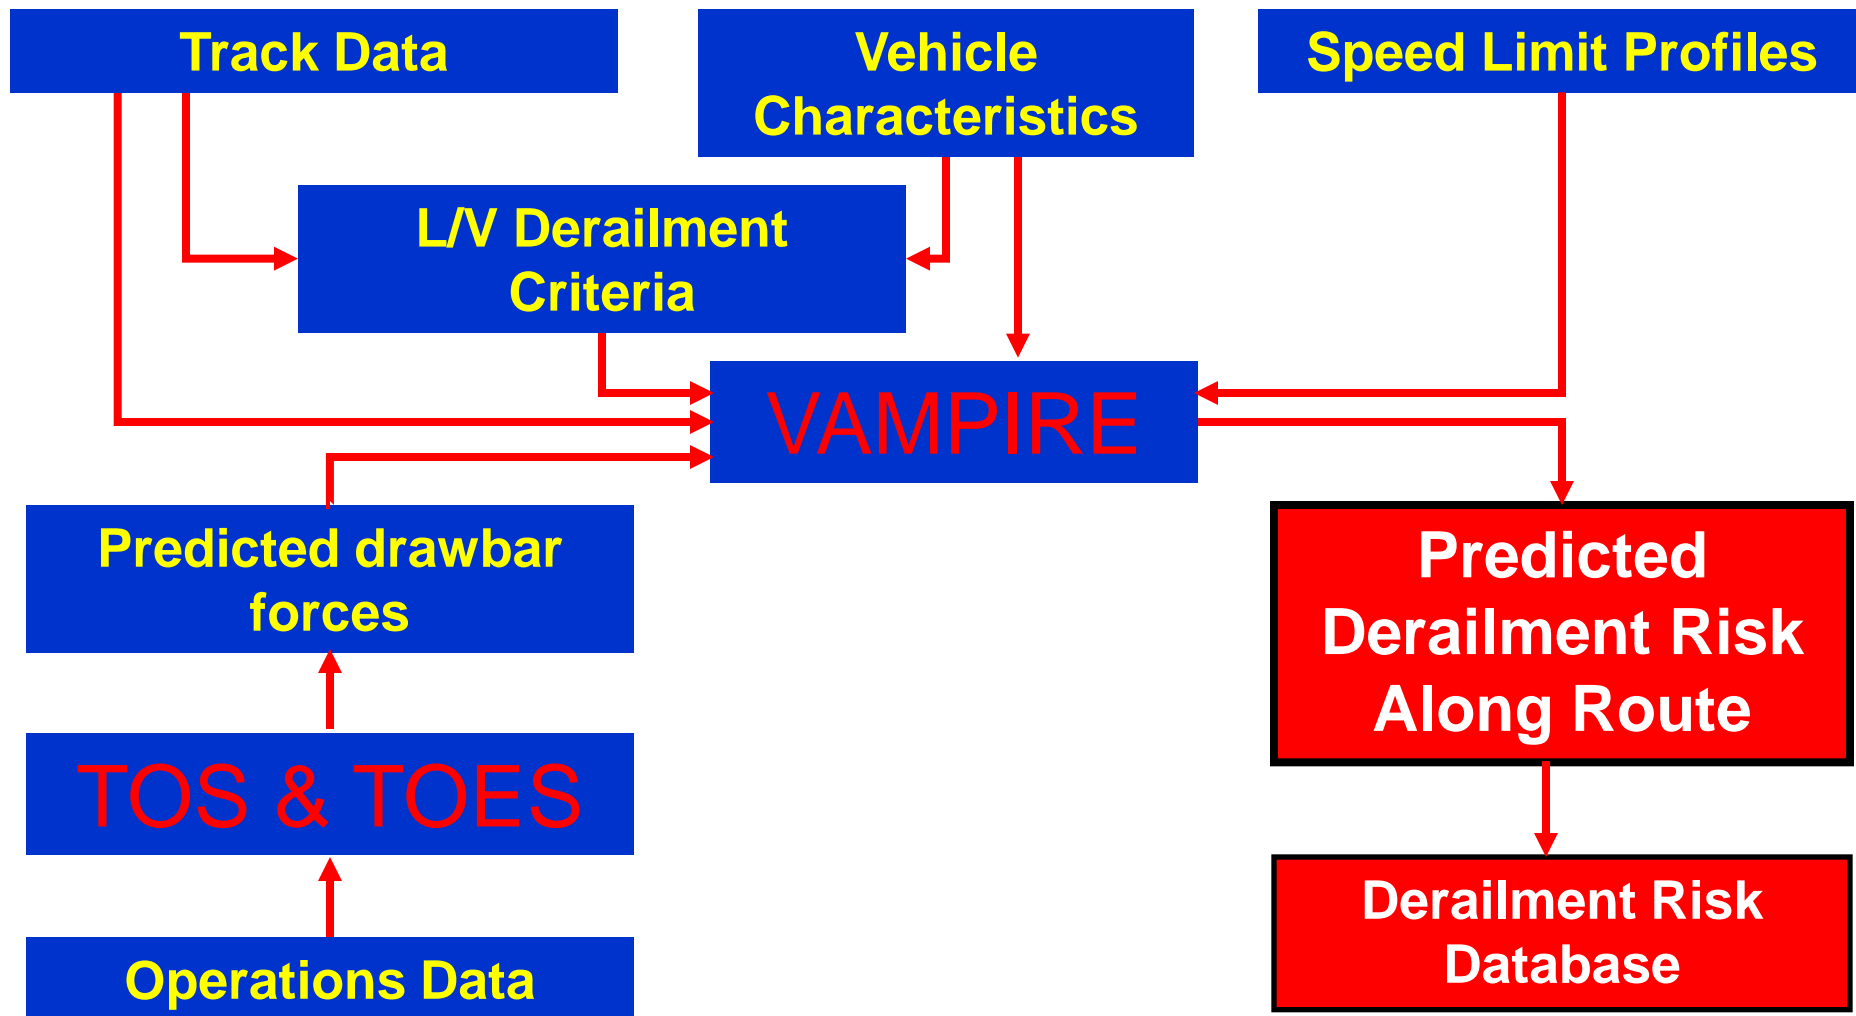 Track Data
Vehicle
Characteristics
Speed Limit Profiles
L/V Derailment
Criteria
VAMPIRE
Predicted drawbar
forces
TOS & TOES
Operations Data
Predicted
Derailment Risk
Along Route
Derailment Risk
Database